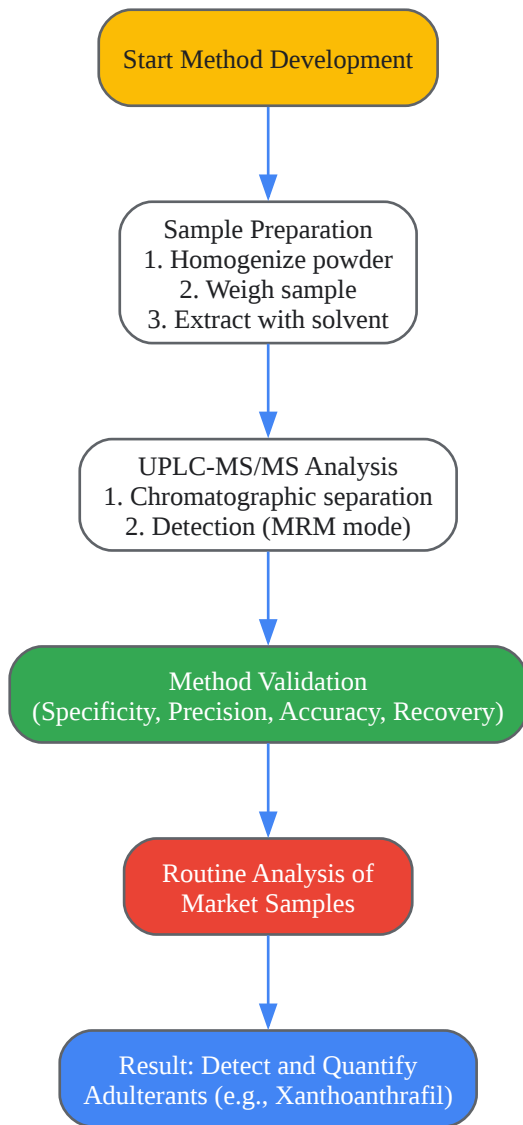 Start Method Development
Sample Preparation
1. Homogenize powder
2. Weigh sample
3. Extract with solvent
UPLC-MS/MS Analysis
1. Chromatographic separation
2. Detection (MRM mode)
Method Validation
(Specificity, Precision, Accuracy, Recovery)
Routine Analysis of
Market Samples
Result: Detect and Quantify
Adulterants (e.g., Xanthoanthrafil)